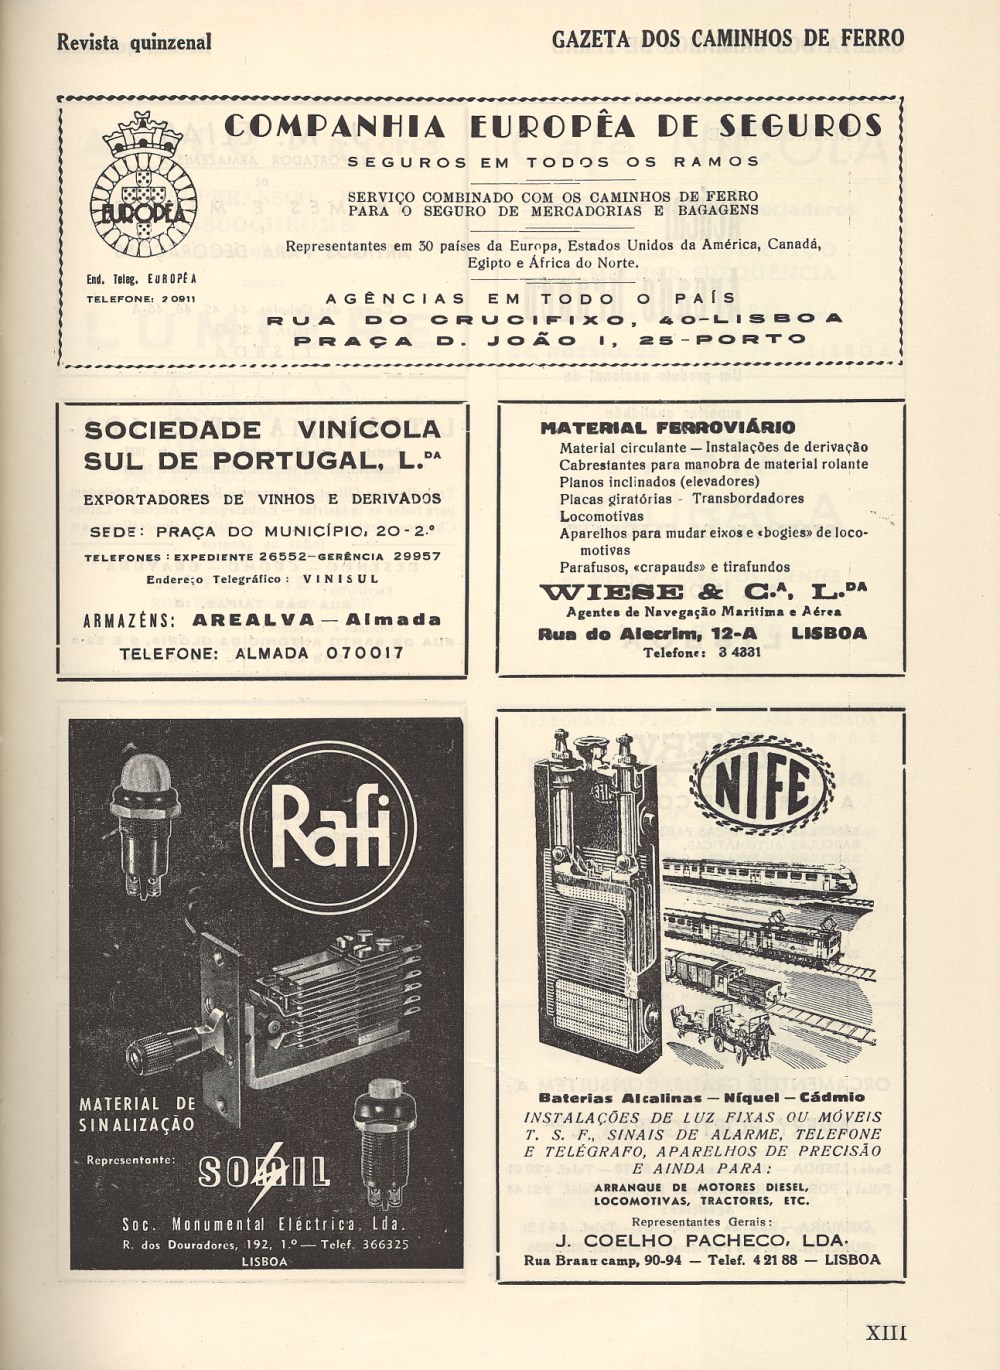 Revista quinzenal
GAZETA DOS CAMINHOS DE FERRO
COMPANHIA EUROPÊA DE SEGUROS
SEGUROS EM TODOS OS RAMOS
SERVIÇO COMBINADO COM OS CAMINHOS DE FERRO
PARA O SEGURO DE MERCADORIAS E BAGAGENS
Representantes em 30 países da Europa, Estados Unidos da América, Canadá,
Egipto e África do Norte.
AGÊNCIAS EM TODO O PAÍS
RUA DO CRUCIFIXO, 40-LISBOA
PRAÇA D. JOÃO I, 25-PORTO
EUROPÊA
End. Teleg. EUROPÊA
TELEFONE: 20911
SOCIEDADE VINÍCOLA
SUL DE PORTUGAL, L.DA
EXPORTADORES DE VINHOS E DERIVADOS
SEDE: PRAÇA DO MUNICÍPIO, 20-2.º
TELEFONES: EXPEDIENTE 26552-GERÊNCIA 29957
Endereço Telegráfico: VINISUL
ARMAZÉNS: AREALVA — Almada
TELEFONE: ALMADA 070017
MATERIAL FERROVIÁRIO
Material circulante — Instalações de derivação
Cabrestantes para manobra de material rolante
Planos inclinados (elevadores)
Placas giratórias - Transbordadores
Locomotivas
Aparelhos para mudar eixos e «bogies» de loco-
motivas
Parafusos, «crapauds» e tirafundos
WIESE & C.A, L.DA
Agentes de Navegação Marítima e Aérea
Rua do Alecrim, 12-A LISBOA
Telefone: 3 4331
Rafi
MATERIAL DE
SINALIZAÇÃO
Representante:
SOMIL
Soc. Monumental Eléctrica, Lda.
R. dos Douradores, 192, 1.º — Telef. 366325
LISBOA
NIFE
NIFE
Baterias Alcalinas — Níquel — Cádmio
INSTALAÇÕES DE LUZ FIXAS OU MÓVEIS
T. S. F., SINAIS DE ALARME, TELEFONE
E TELÉGRAFO, APARELHOS DE PRECISÃO
E AINDA PARA:
ARRANQUE DE MOTORES DIESEL,
LOCOMOTIVAS, TRACTORES, ETC.
Representantes Gerais:
J. COELHO PACHECO, LDA.
Rua Braancamp, 90-94 — Telef. 4 21 88 — LISBOA
XIII